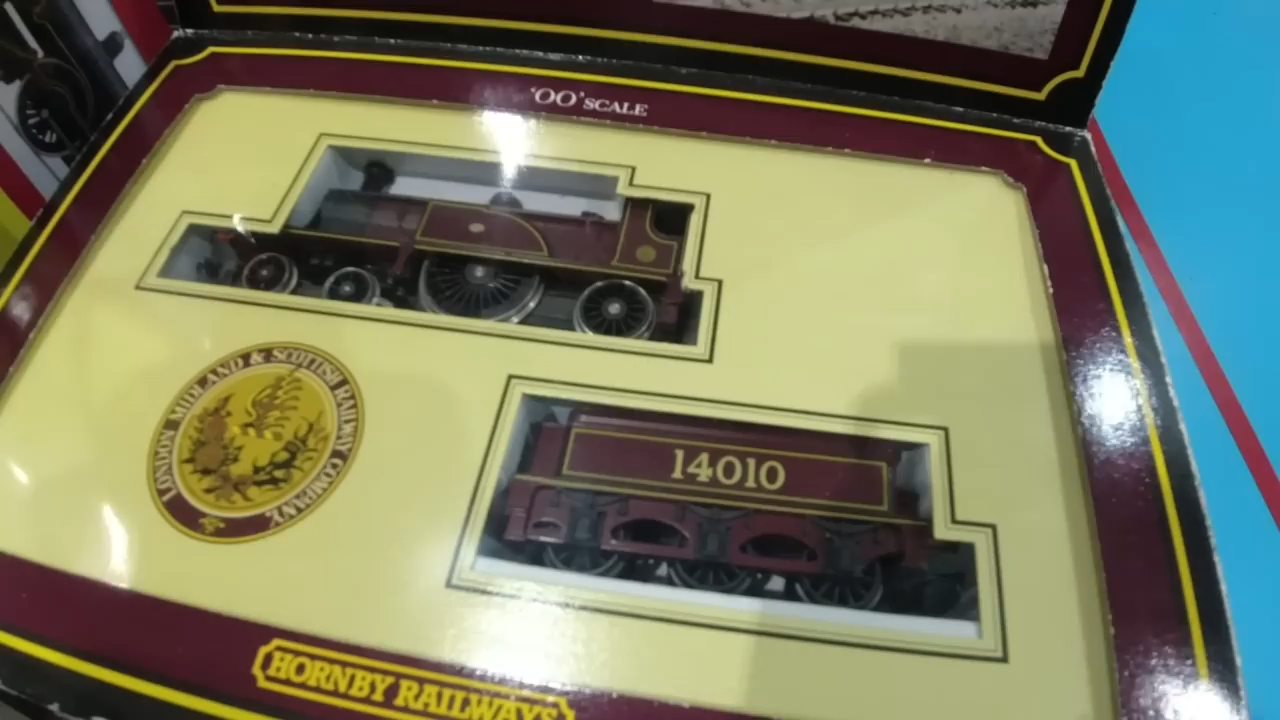 'OO' SCALE
LONDON MIDLAND & SCOTTISH RAILWAY COMPANY
14010
HORNBY RAILWAYS